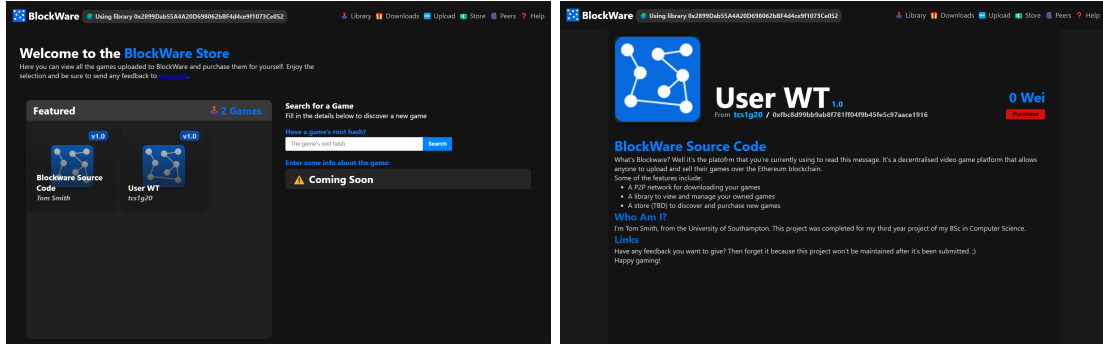 BlockWare
Using library 0x2899Dab55A4A20D698062bBF4d4ce9f1073Ce052
Library
Downloads
Upload
Store
Peers
Help
Welcome to the BlockWare Store
Here you can view all the games uploaded to BlockWare and purchase them for yourself. Enjoy the
selection and be sure to send any feedback to
Featured
2 Games
v1.0
Blockware Source
Code
Tom Smith
v1.0
User WT
tcs1g20
Search for a Game
Fill in the details below to discover a new game
Have a game's root hash?
The game's root hash
Search
Enter some info about the game:
Coming Soon
BlockWare
Using library 0x2899Dab55A4A20D698062bBF4d4ce9f1073Ce052
Library
Downloads
Upload
Store
Peers
Help
User WT 1.0
From tcs1g20 / 0xfbc8d99bb9ab8f781ff04f9b45fe5c97aace1916
0 Wei
Purchase
BlockWare Source Code
What's Blockware? Well it's the platofrm that you're currently using to read this message. It's a decentralised video game platform that allows
anyone to upload and sell their games over the Ethereum blockchain.
Some of the features include:
• A P2P network for downloading your games
• A library to view and manage your owned games
• A store (TBD) to discover and purchase new games
Who Am I?
I'm Tom Smith, from the University of Southampton. This project was completed for my third year project of my BSc in Computer Science.
Links
Have any feedback you want to give? Then forget it because this project won't be maintained after it's been submitted. ;)
Happy gaming!